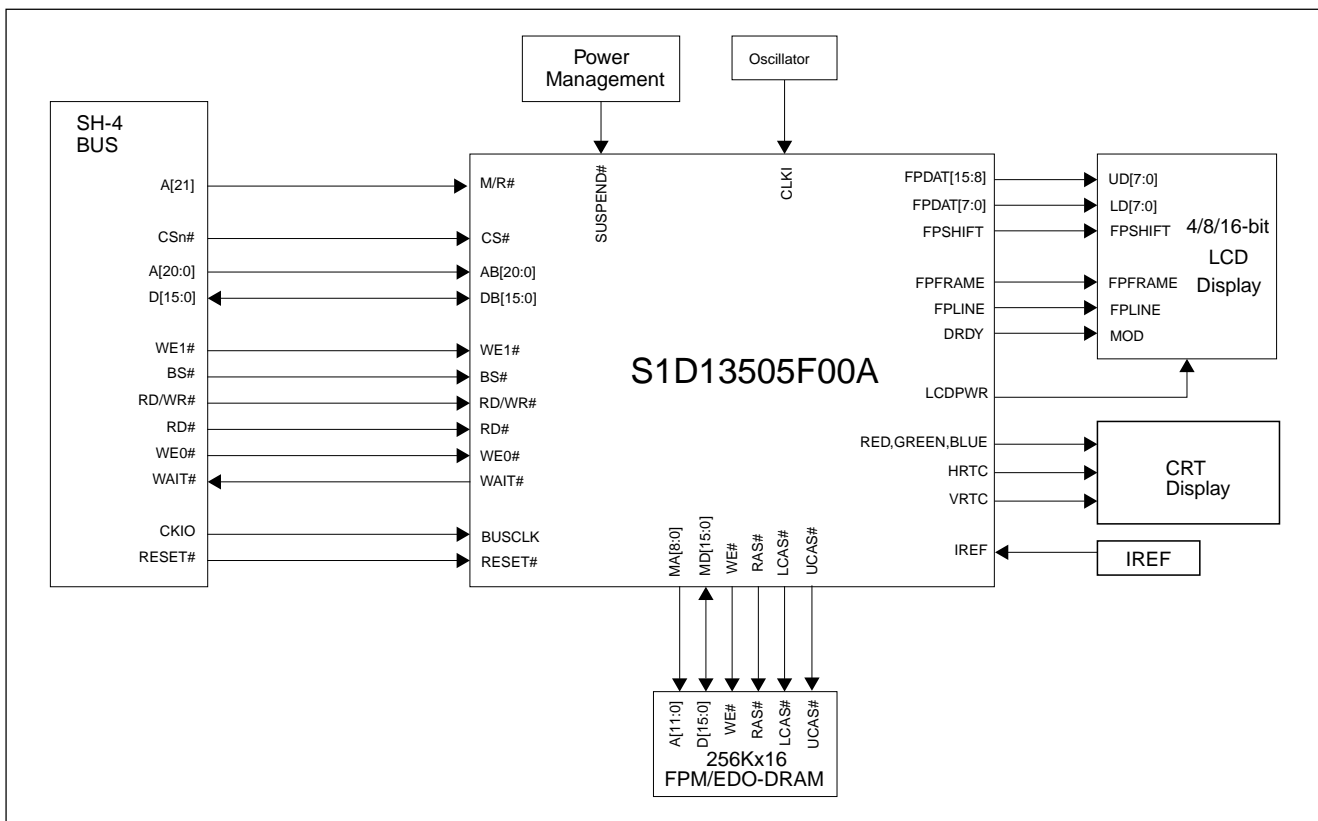 Power
Management
Oscillator
SH-4
BUS
A[21]
CSn#
A[20:0]
D[15:0]
WE1#
BS#
RD/WR#
RD#
WE0#
WAIT#
CKIO
RESET#
M/R#
CS#
AB[20:0]
DB[15:0]
WE1#
BS#
RD/WR#
RD#
WE0#
WAIT#
BUSCLK
RESET#
SUSPEND#
CLKI
S1D13505F00A
FPDAT[15:8]
FPDAT[7:0]
FPSHIFT
FPFRAME
FPLINE
DRDY
LCDPWR
RED,GREEN,BLUE
HRTC
VRTC
IREF
UD[7:0]
LD[7:0]
FPSHIFT
FPFRAME
FPLINE
MOD
4/8/16-bit
LCD
Display
CRT
Display
IREF
MA[8:0]
MD[15:0]
WE#
RAS#
LCAS#
UCAS#
A[11:0]
D[15:0]
WE#
RAS#
LCAS#
UCAS#
256Kx16
FPM/EDO-DRAM